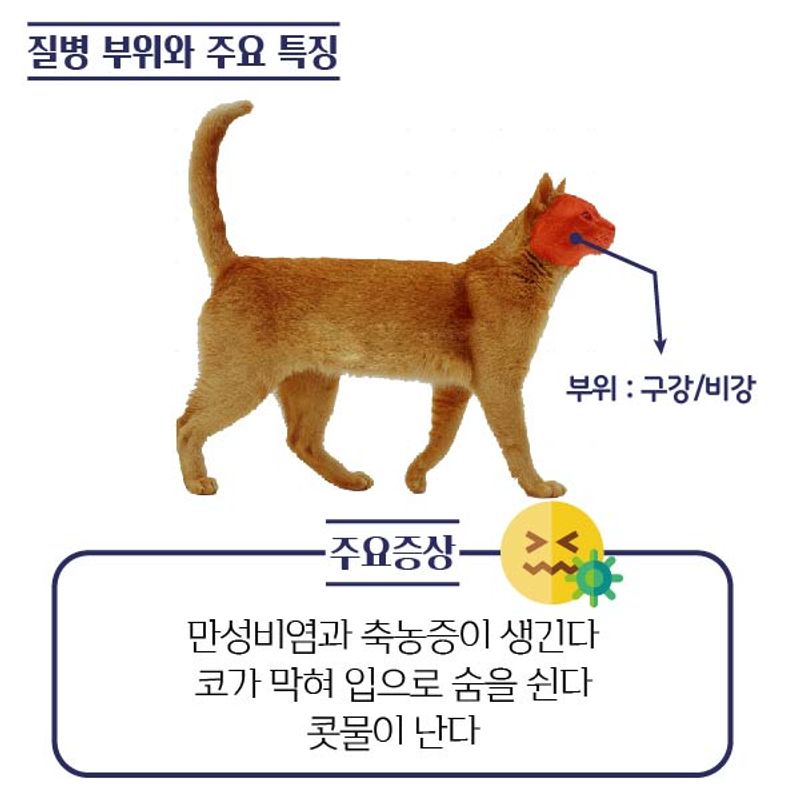 질병 부위와 주요 특징
부위 : 구강/비강
주요증상
만성비염과 축농증이 생긴다
코가 막혀 입으로 숨을 쉰다
콧물이 난다